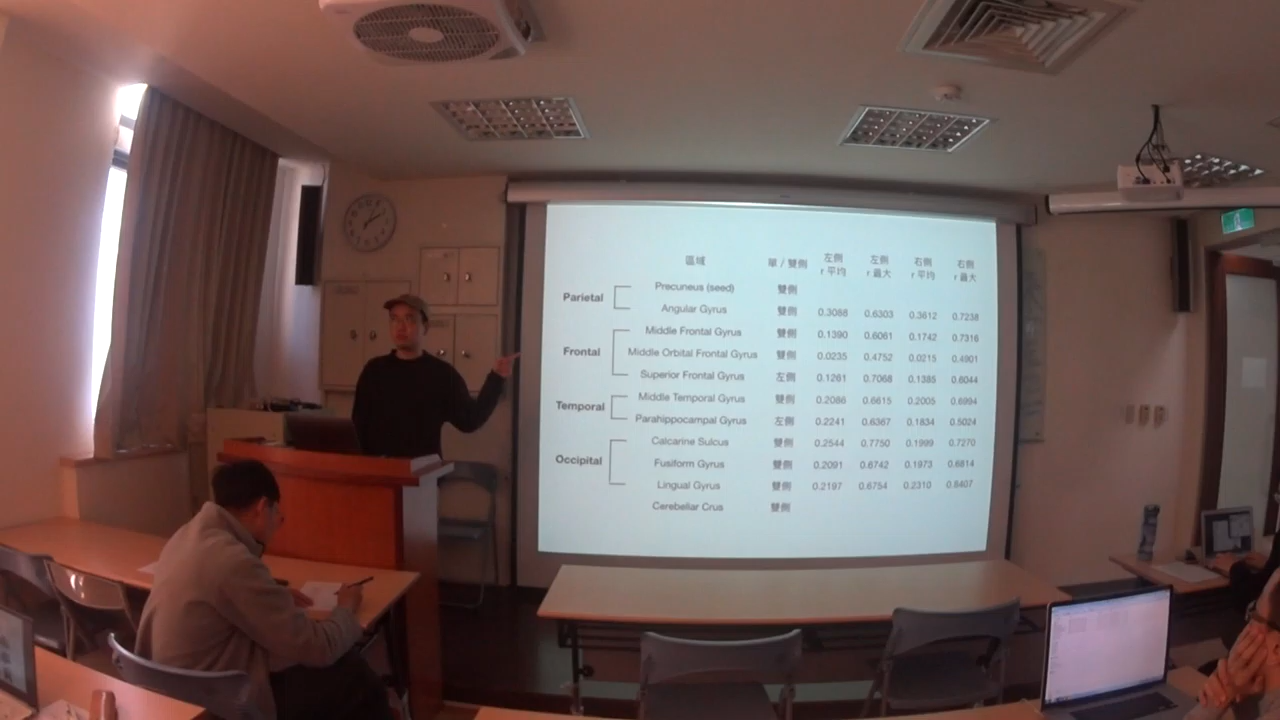 區域 單 / 雙側 左側 r 平均 左側 r 最大 右側 r 平均 右側 r 最大
Parietal
Precuneus (seed) 雙側
Angular Gyrus 雙側 0.3088 0.6303 0.3612 0.7238
Frontal
Middle Frontal Gyrus 雙側 0.1390 0.6061 0.1742 0.7316
Middle Orbital Frontal Gyrus 雙側 0.0235 0.4752 0.0215 0.4901
Superior Frontal Gyrus 左側 0.1261 0.7068 0.1385 0.6044
Temporal
Middle Temporal Gyrus 雙側 0.2086 0.6615 0.2005 0.6994
Parahippocampal Gyrus 左側 0.2241 0.6367 0.1834 0.5024
Occipital
Calcarine Sulcus 雙側 0.2544 0.7750 0.1999 0.7270
Fusiform Gyrus 雙側 0.2091 0.6742 0.1973 0.6814
Lingual Gyrus 雙側 0.2197 0.6754 0.2310 0.8407
Cerebellar Crus 雙側